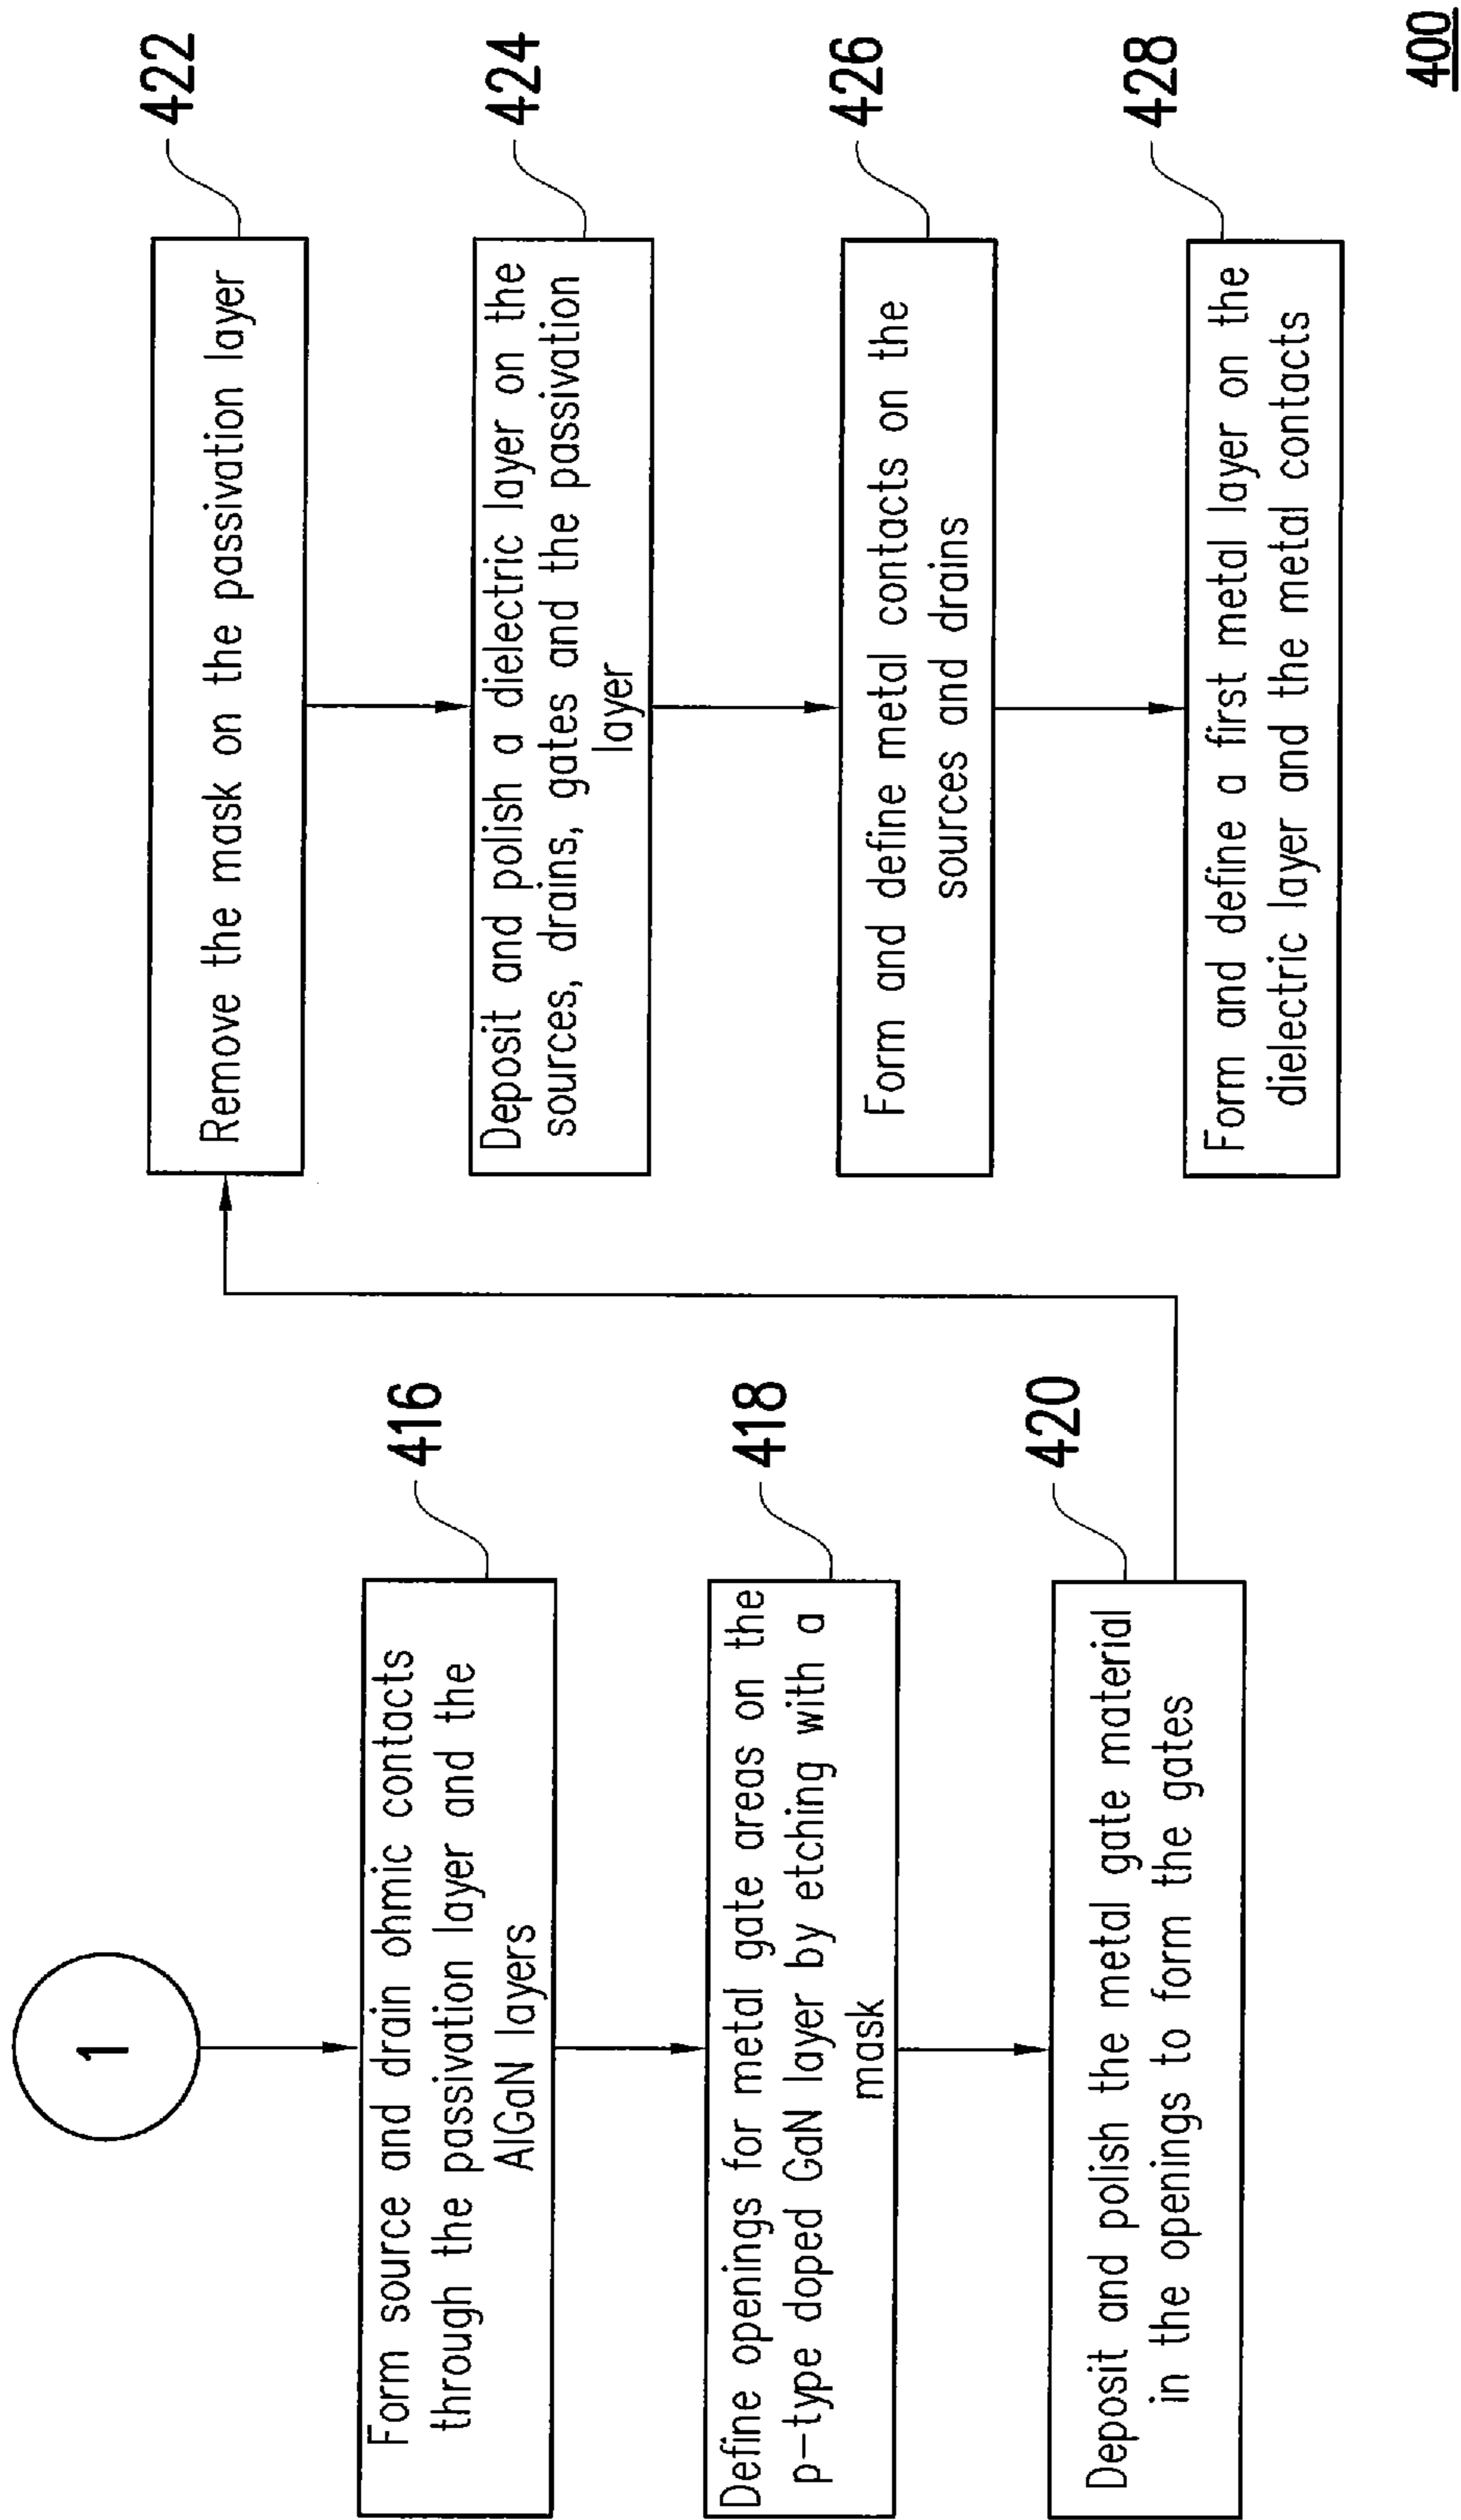 1
Form source and drain ohmic contacts
through the passivation layer and the
AlGaN layers
416
Define openings for metal gate areas on the
p-type doped GaN layer by etching with a
mask
418
Deposit and polish the metal gate material
in the openings to form the gates
420
Remove the mask on the passivation layer
422
Deposit and polish a dielectric layer on the
sources, drains, gates and the passivation
layer
424
Form and define metal contacts on the
sources and drains
426
Form and define a first metal layer on the
dielectric layer and the metal contacts
428
400